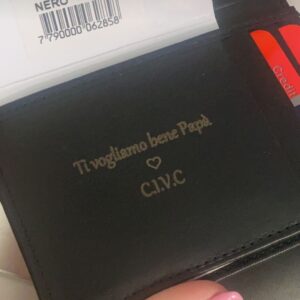 NERO
7 790000 062858
Credit
Ti vogliamo bene Papà
♡
C.I.V.C